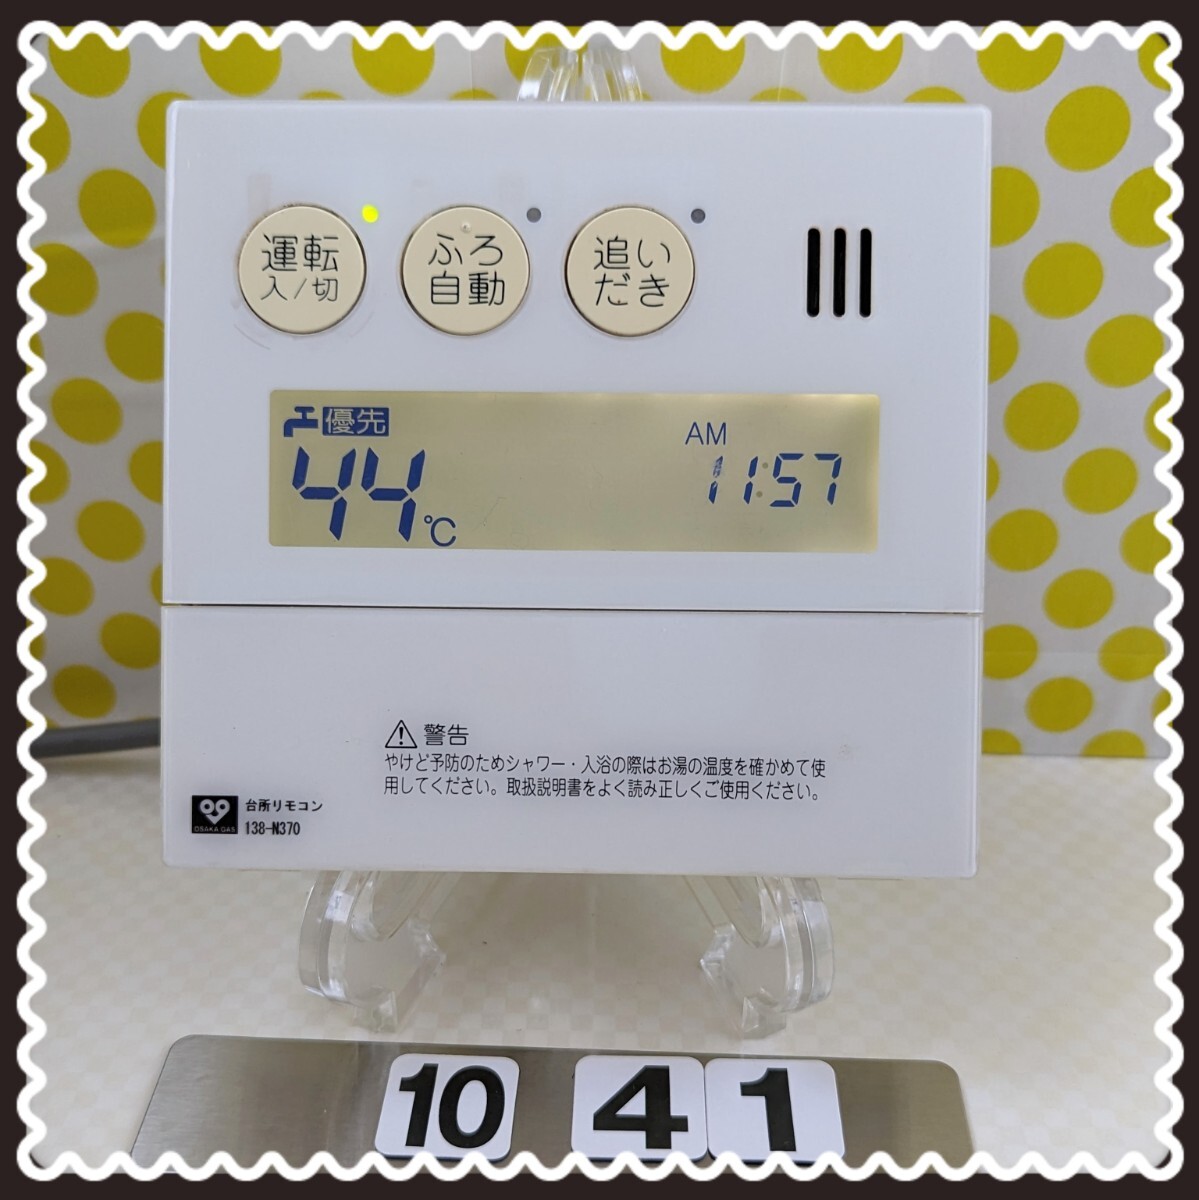 運転
入/切
ふろ
自動
追い
だき
優先
44℃
AM
11:57
警告
やけど予防のためシャワー・入浴の際はお湯の温度を確かめて使
用してください。取扱説明書をよく読み正しくご使用ください。
OSAKA GAS
台所リモコン
138-N370
10 4 1